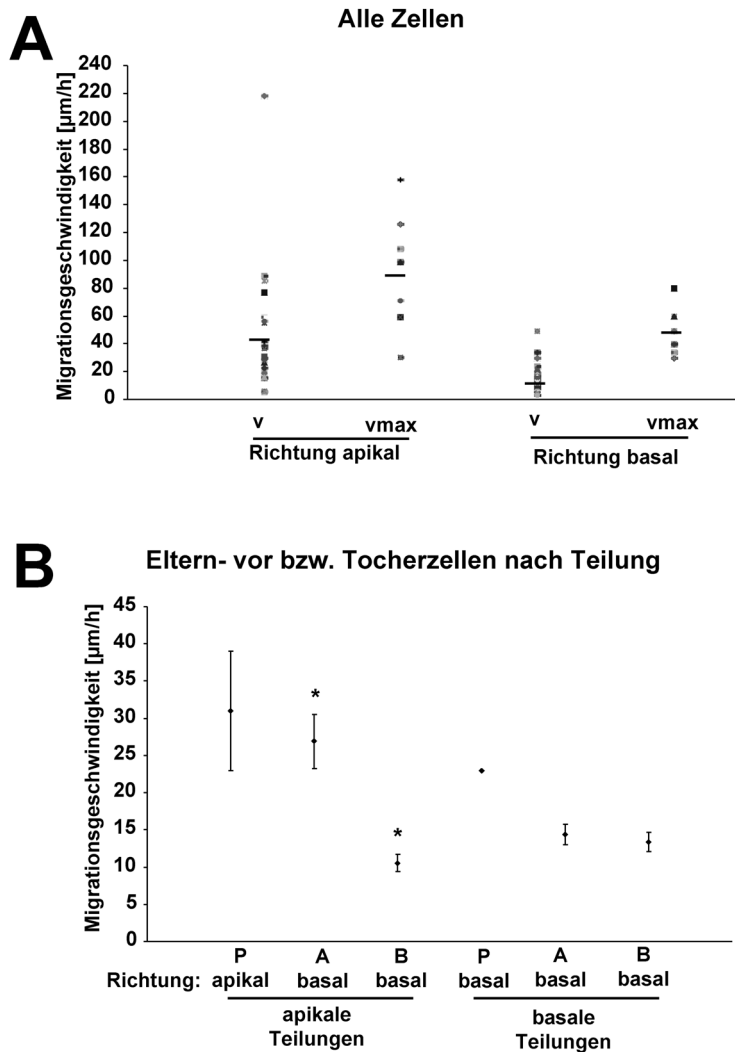 A
Alle Zellen
Migrationsgeschwindigkeit [µm/h]
240
220
200
180
160
140
120
100
80
60
40
20
0
v vmax v vmax
Richtung apikal Richtung basal
B
Eltern- vor bzw. Tocherzellen nach Teilung
Migrationsgeschwindigkeit [µm/h]
45
40
35
30
25
20
15
10
5
0
* *
P A B P A B
Richtung: apikal basal basal basal basal basal
apikale basale
Teilungen Teilungen